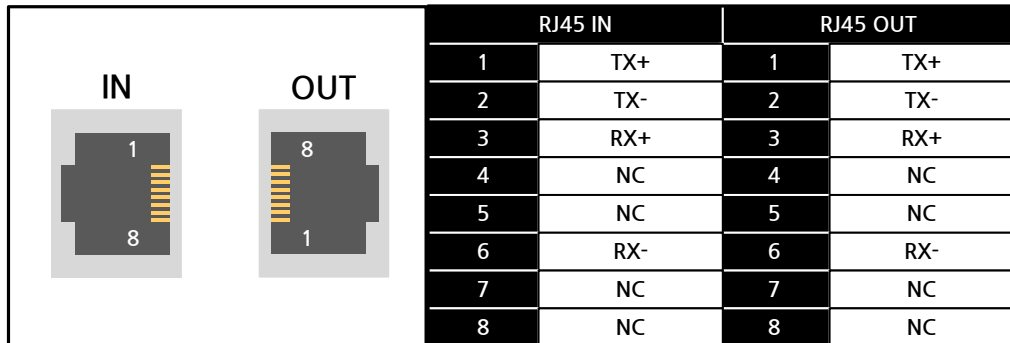 IN OUT
1 8
8 1
RJ45 IN RJ45 OUT
1 TX+ 1 TX+
2 TX- 2 TX-
3 RX+ 3 RX+
4 NC 4 NC
5 NC 5 NC
6 RX- 6 RX-
7 NC 7 NC
8 NC 8 NC